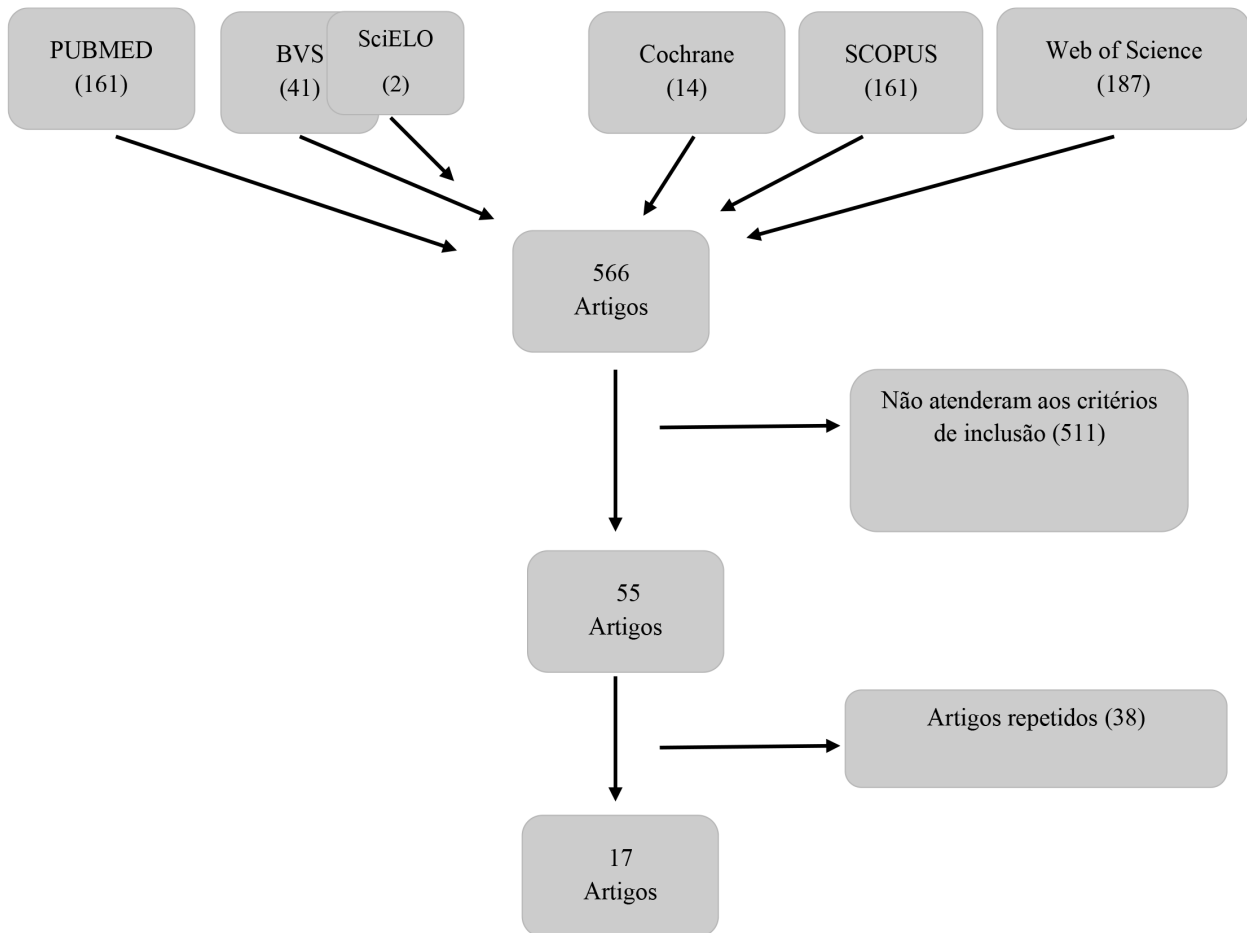 PUBMED
(161)
BVS
(41)
SciELO
(2)
Cochrane
(14)
SCOPUS
(161)
Web of Science
(187)
566
Artigos
Não atenderam aos critérios
de inclusão (511)
55
Artigos
Artigos repetidos (38)
17
Artigos